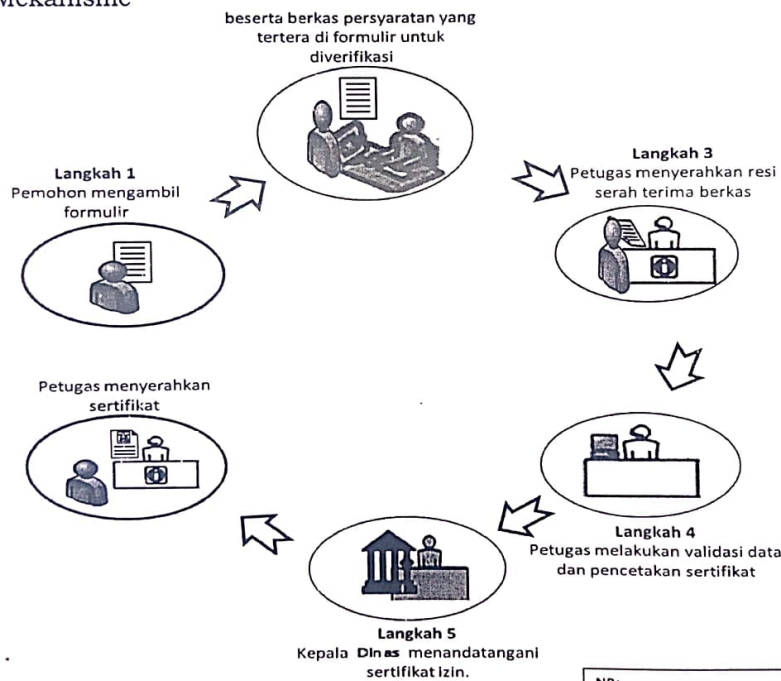 Mekanisme
beserta berkas persyaratan yang
tertera di formulir untuk
diverifikasi
Langkah 1
Pemohon mengambil
formulir
Langkah 3
Petugas menyerahkan resi
serah terima berkas
Langkah 4
Petugas melakukan validasi data
dan pencetakan sertifikat
Langkah 5
Kepala Dinas menandatangani
sertifikat izin.
Petugas menyerahkan
sertifikat